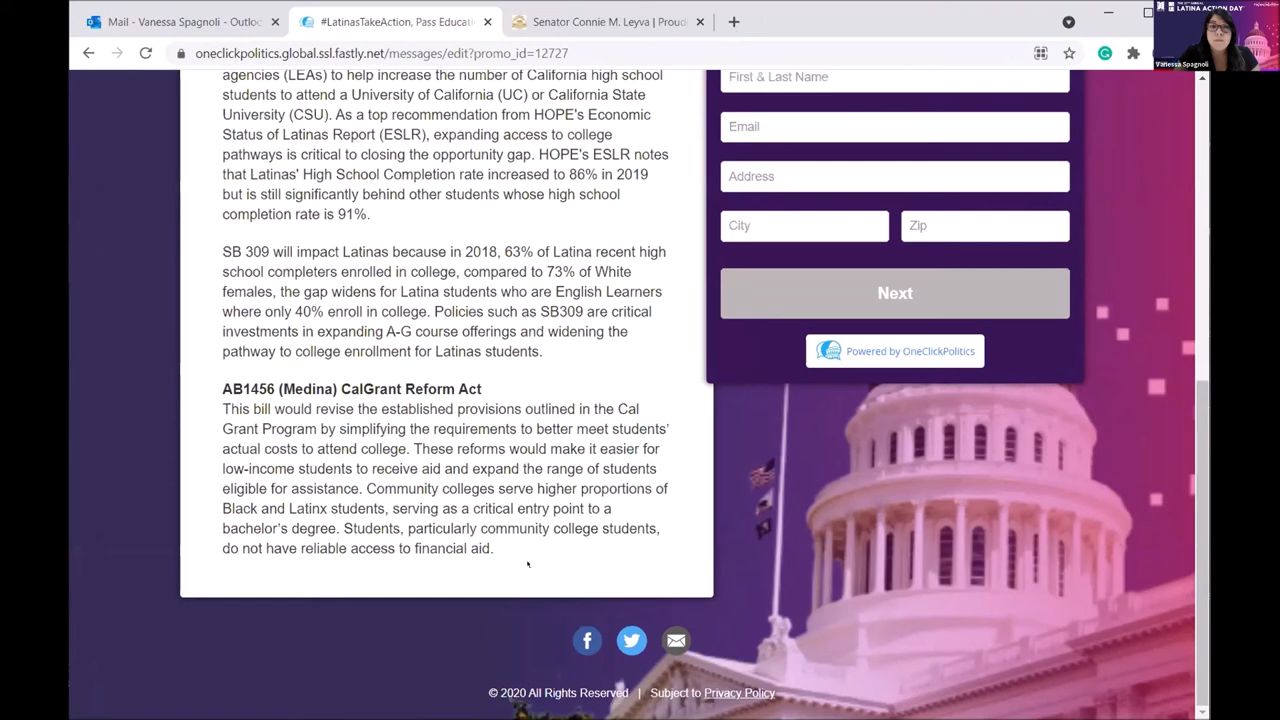 Mail - Vanessa Spagnoli - Outloo
#LatinasTakeAction, Pass Educati
Senator Connie M. Leyva | Proud
oneclickpolitics.global.ssl.fastly.net/messages/edit?promo_id=12727
LATINA ACTION DAY
Vanessa Spagnoli
agencies (LEAs) to help increase the number of California high school
students to attend a University of California (UC) or California State
University (CSU). As a top recommendation from HOPE's Economic
Status of Latinas Report (ESLR), expanding access to college
pathways is critical to closing the opportunity gap. HOPE's ESLR notes
that Latinas' High School Completion rate increased to 86% in 2019
but is still significantly behind other students whose high school
completion rate is 91%.
SB 309 will impact Latinas because in 2018, 63% of Latina recent high
school completers enrolled in college, compared to 73% of White
females, the gap widens for Latina students who are English Learners
where only 40% enroll in college. Policies such as SB309 are critical
investments in expanding A-G course offerings and widening the
pathway to college enrollment for Latinas students.
AB1456 (Medina) CalGrant Reform Act
This bill would revise the established provisions outlined in the Cal
Grant Program by simplifying the requirements to better meet students'
actual costs to attend college. These reforms would make it easier for
low-income students to receive aid and expand the range of students
eligible for assistance. Community colleges serve higher proportions of
Black and Latinx students, serving as a critical entry point to a
bachelor's degree. Students, particularly community college students,
do not have reliable access to financial aid.
First & Last Name
Email
Address
City
Zip
Next
Powered by OneClickPolitics
© 2020 All Rights Reserved | Subject to Privacy Policy